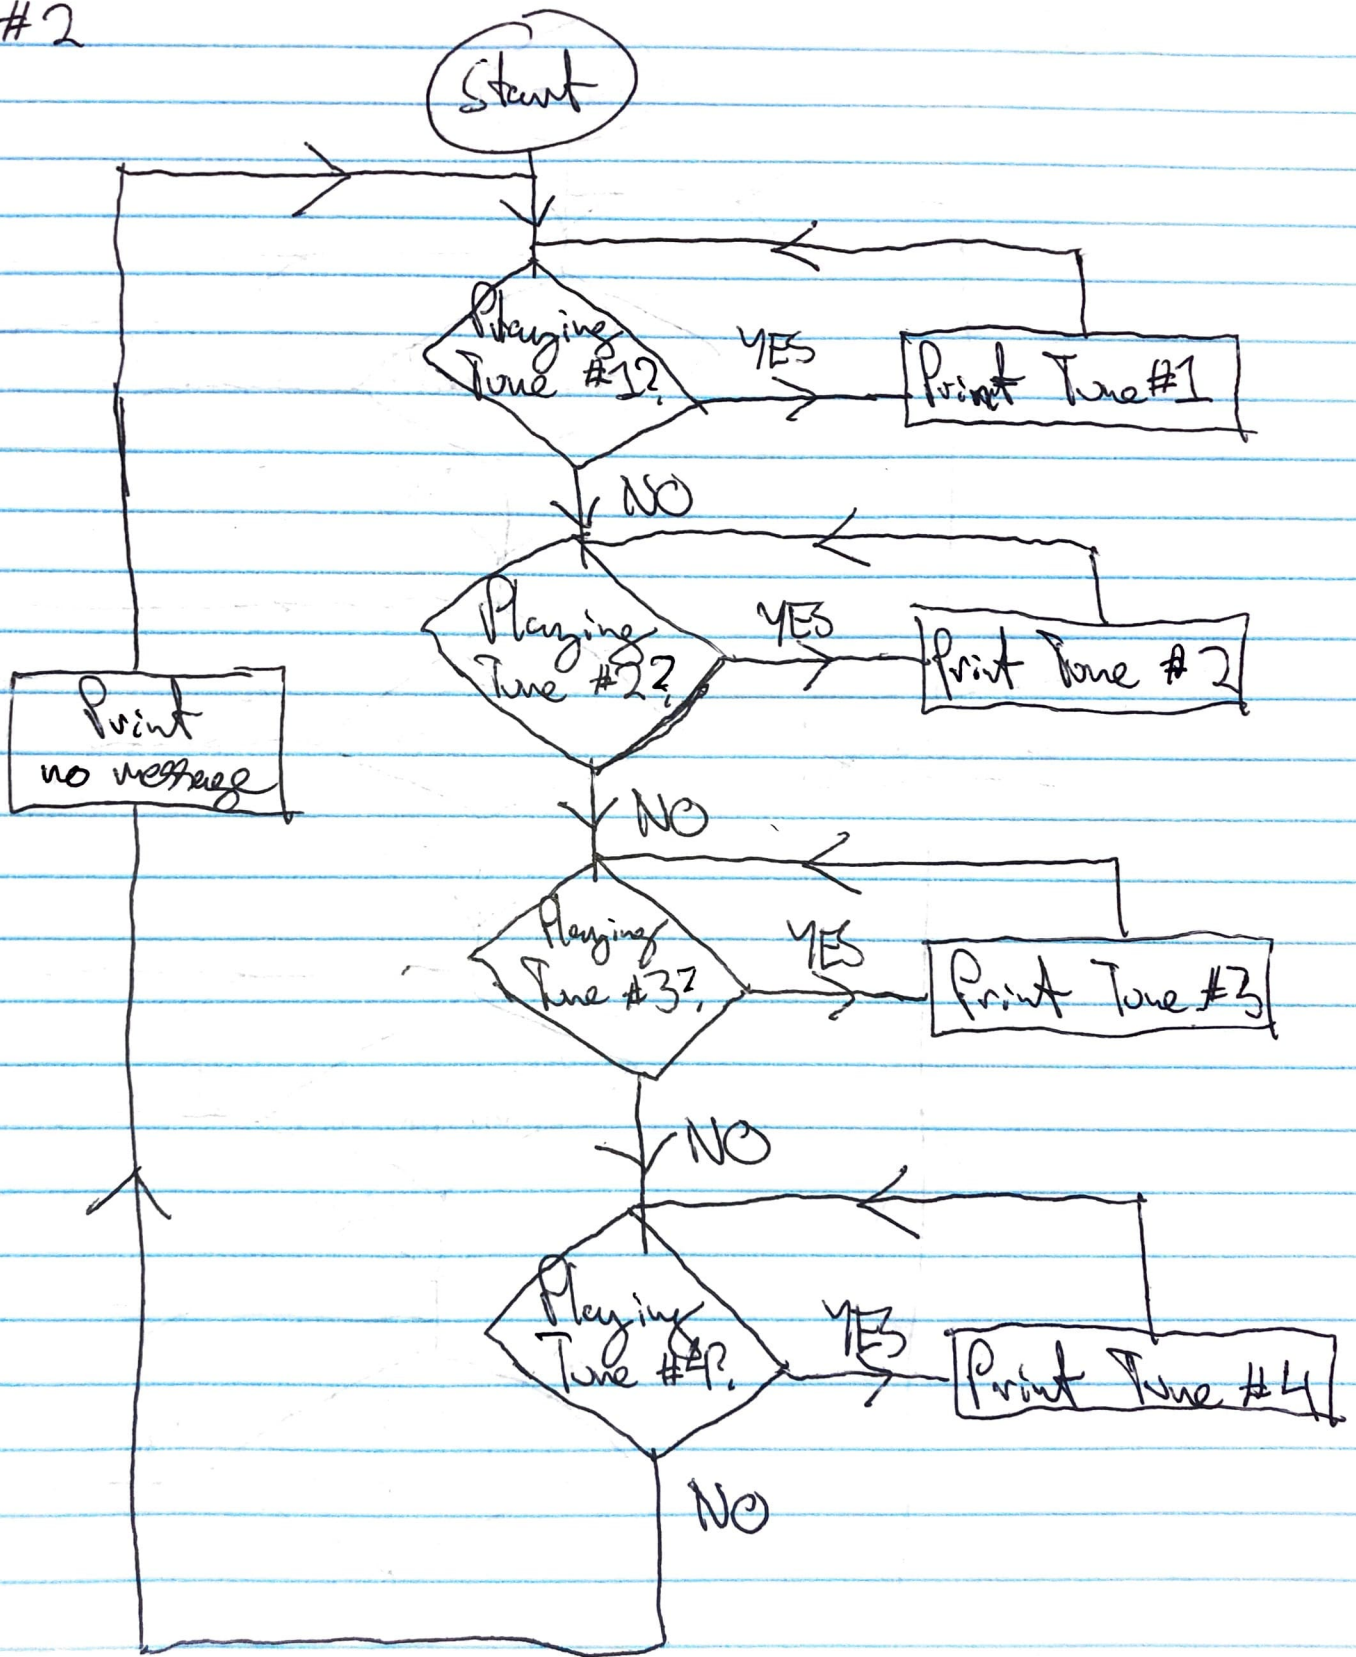 #2
Start
Playing
Tune #1?
YES
Print Tune #1
NO
Playing
Tune #2?
YES
Print Tune #2
NO
Print
no message
Playing
Tune #3?
YES
Print Tune #3
NO
Playing
Tune #4?
YES
Print Tune #4
NO